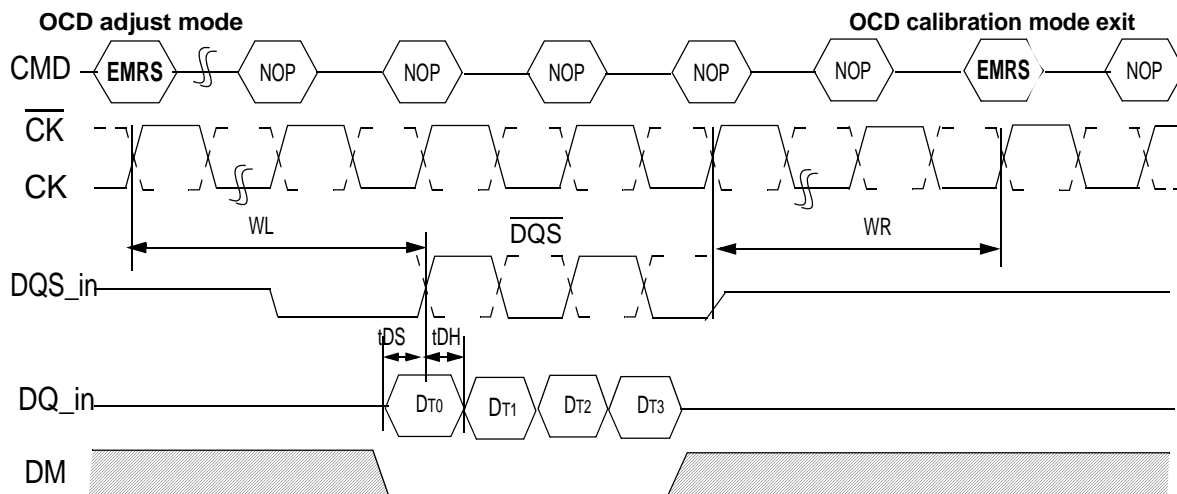 OCD adjust mode OCD calibration mode exit
CMD EMRS NOP NOP NOP NOP NOP EMRS NOP
CK
CK
WL DQS WR
DQS_in
tDS tDH
DQ_in DT0 DT1 DT2 DT3
DM